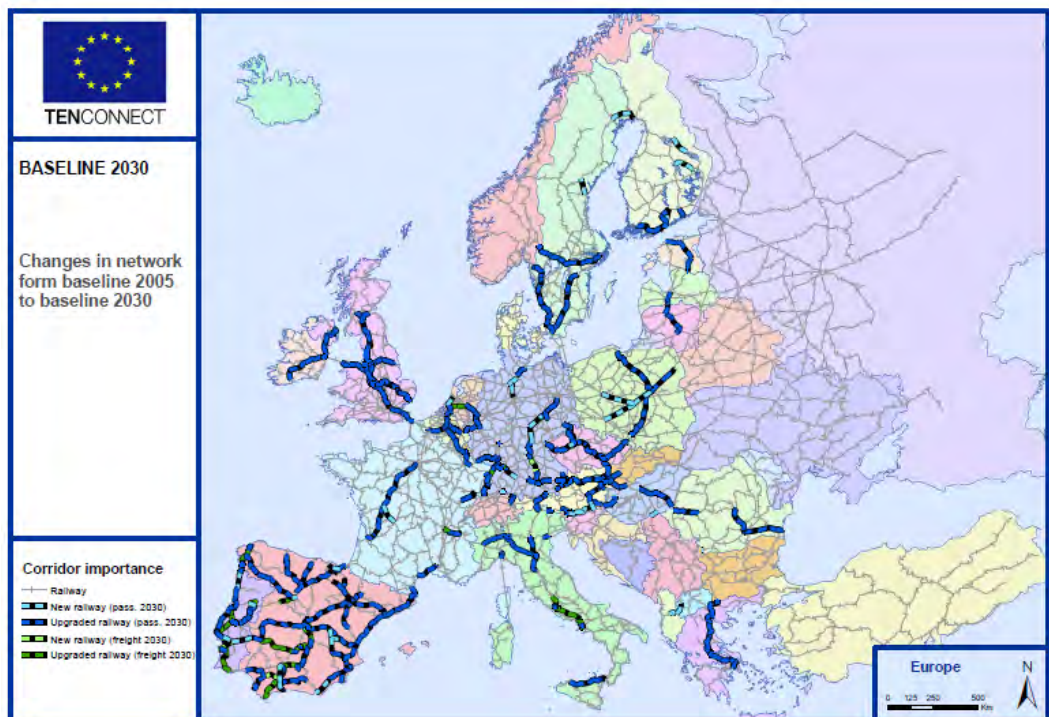 TENCONNECT
BASELINE 2030
Changes in network
form baseline 2005
to baseline 2030
Corridor importance
Railway
New railway (pass. 2030)
Upgraded railway (pass. 2030)
New railway (freight 2030)
Upgraded railway (freight 2030)
Europe
N
0 125 250 500
Km